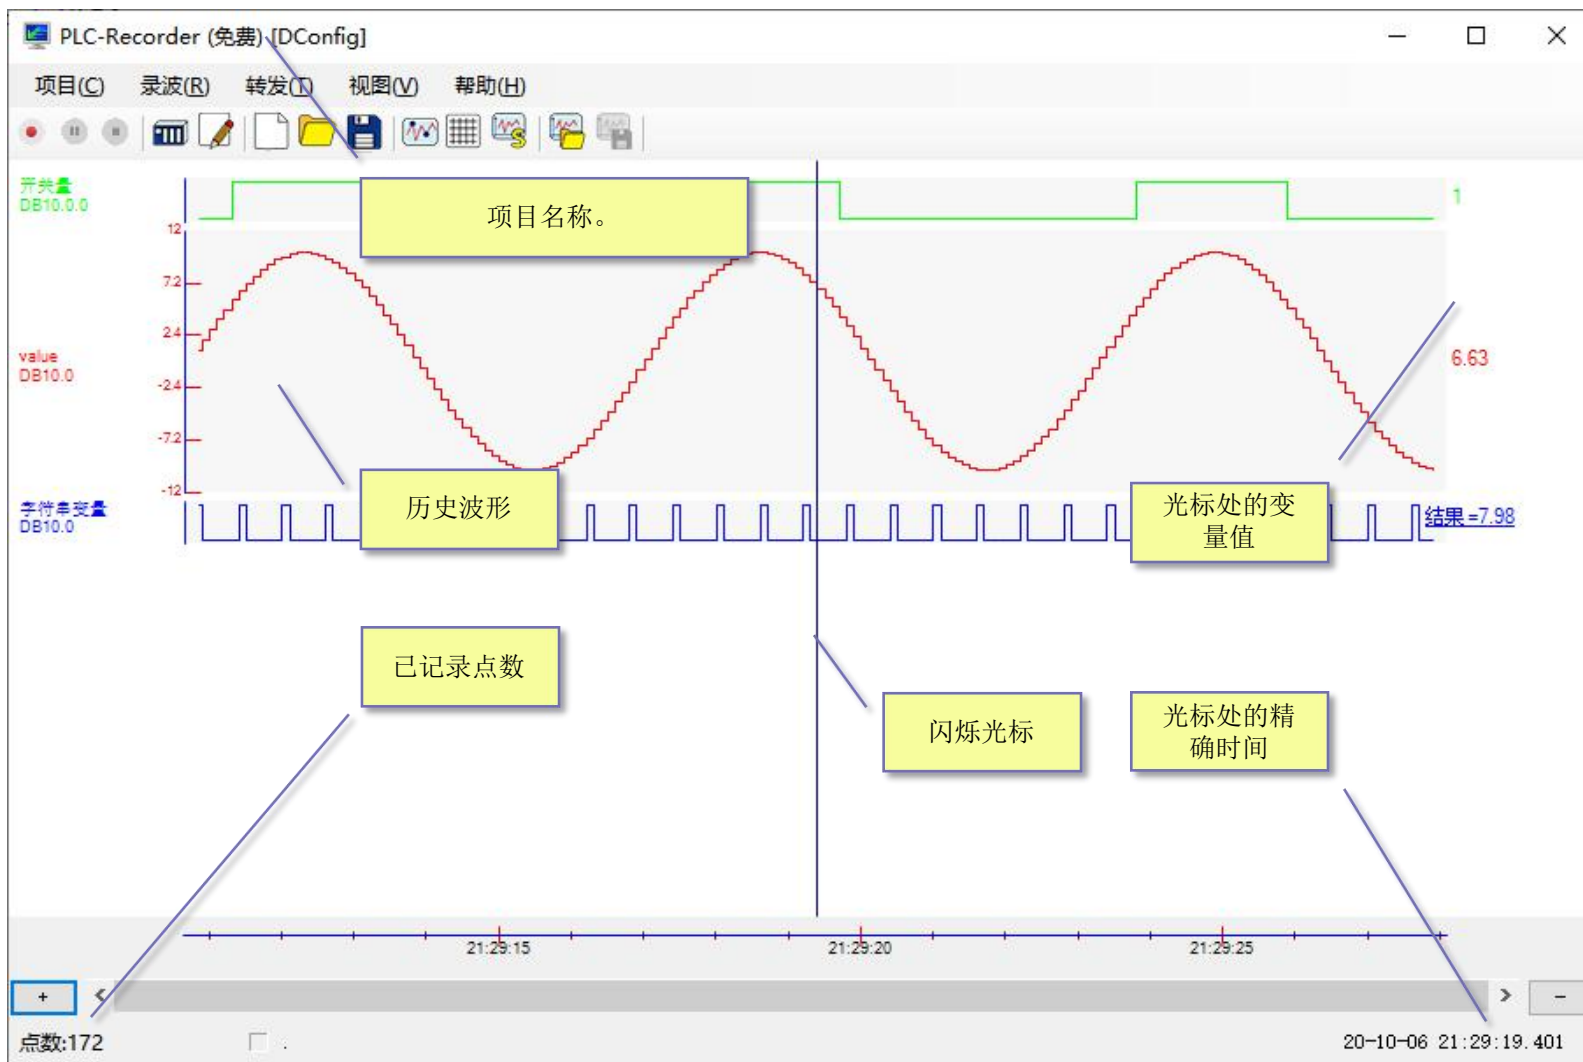 PLC-Recorder (免费) [DConfig]
项目(C) 录波(R) 转发(T) 视图(V) 帮助(H)
开关量
DB10.0.0
1
项目名称。
12
7.2
2.4
value
DB10.0
-2.4
-7.2
-12
6.63
历史波形
光标处的变
量值
字符串变量
DB10.0
结果 =7.98
已记录点数
闪烁光标
光标处的精
确时间
21:29:15 21:29:20 21:29:25
+ < > -
点数:172 . 20-10-06 21:29:19.401